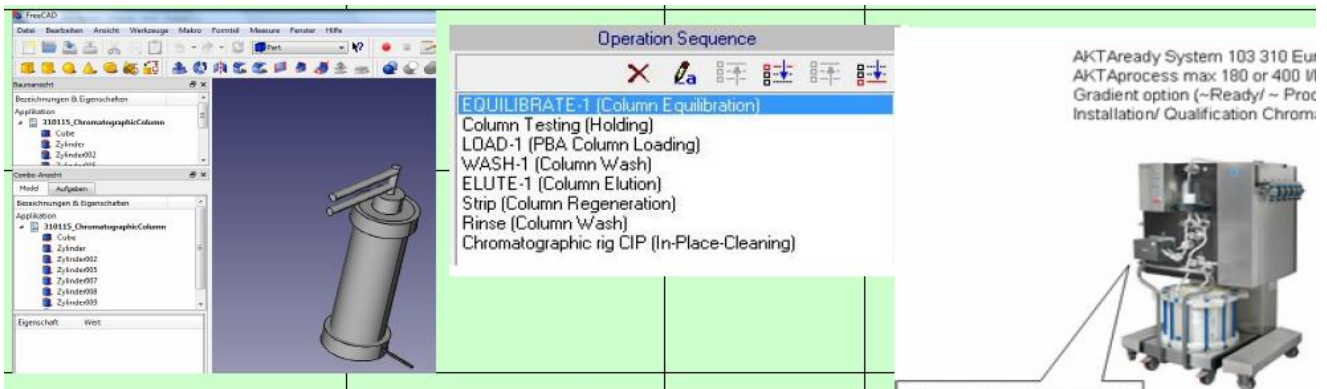 FreeCAD
Datei Bearbeiten Ansicht Werkzeuge Makro Formteil Measure Fenster Hilfe
Part
Baumansicht
Bezeichnungen & Eigenschaften
Applikation
310115_ChromatographicColumn
Cube
Zylinder
Zylinder002
Zylinder005
Combo-Ansicht
Model Aufgaben
Bezeichnungen & Eigenschaften
Applikation
310115_ChromatographicColumn
Cube
Zylinder
Zylinder002
Zylinder005
Zylinder007
Zylinder008
Zylinder009
Eigenschaft Wert
Operation Sequence
EQUILIBRATE-1 (Column Equilibration)
Column Testing (Holding)
LOAD-1 (PBA Column Loading)
WASH-1 (Column Wash)
ELUTE-1 (Column Elution)
Strip (Column Regeneration)
Rinse (Column Wash)
Chromatographic rig CIP (In-Place-Cleaning)
AKTAready System 103 310 Eur
AKTAprocess max 180 or 400 l/
Gradient option (~Ready/ ~ Proc
Installation/ Qualification Chroma